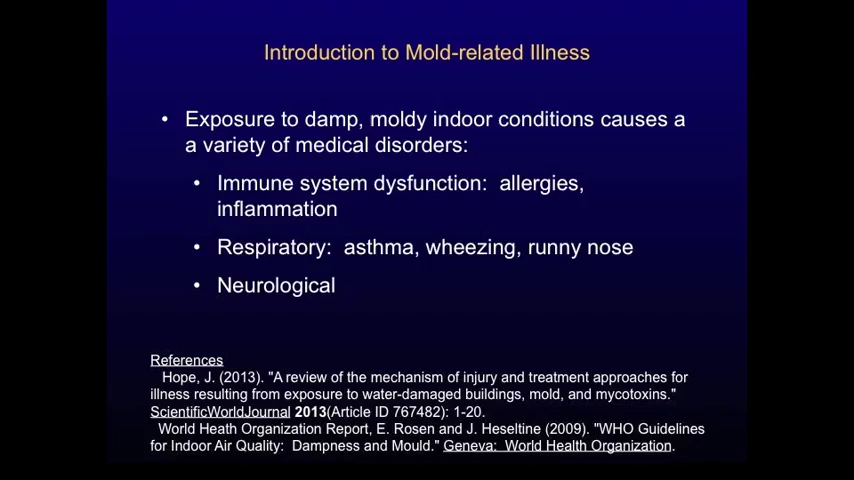 Introduction to Mold-related Illness
• Exposure to damp, moldy indoor conditions causes a
a variety of medical disorders:
• Immune system dysfunction: allergies,
inflammation
• Respiratory: asthma, wheezing, runny nose
• Neurological
References
Hope, J. (2013). "A review of the mechanism of injury and treatment approaches for
illness resulting from exposure to water-damaged buildings, mold, and mycotoxins."
ScientificWorldJournal 2013(Article ID 767482): 1-20.
World Heath Organization Report, E. Rosen and J. Heseltine (2009). "WHO Guidelines
for Indoor Air Quality: Dampness and Mould." Geneva: World Health Organization.